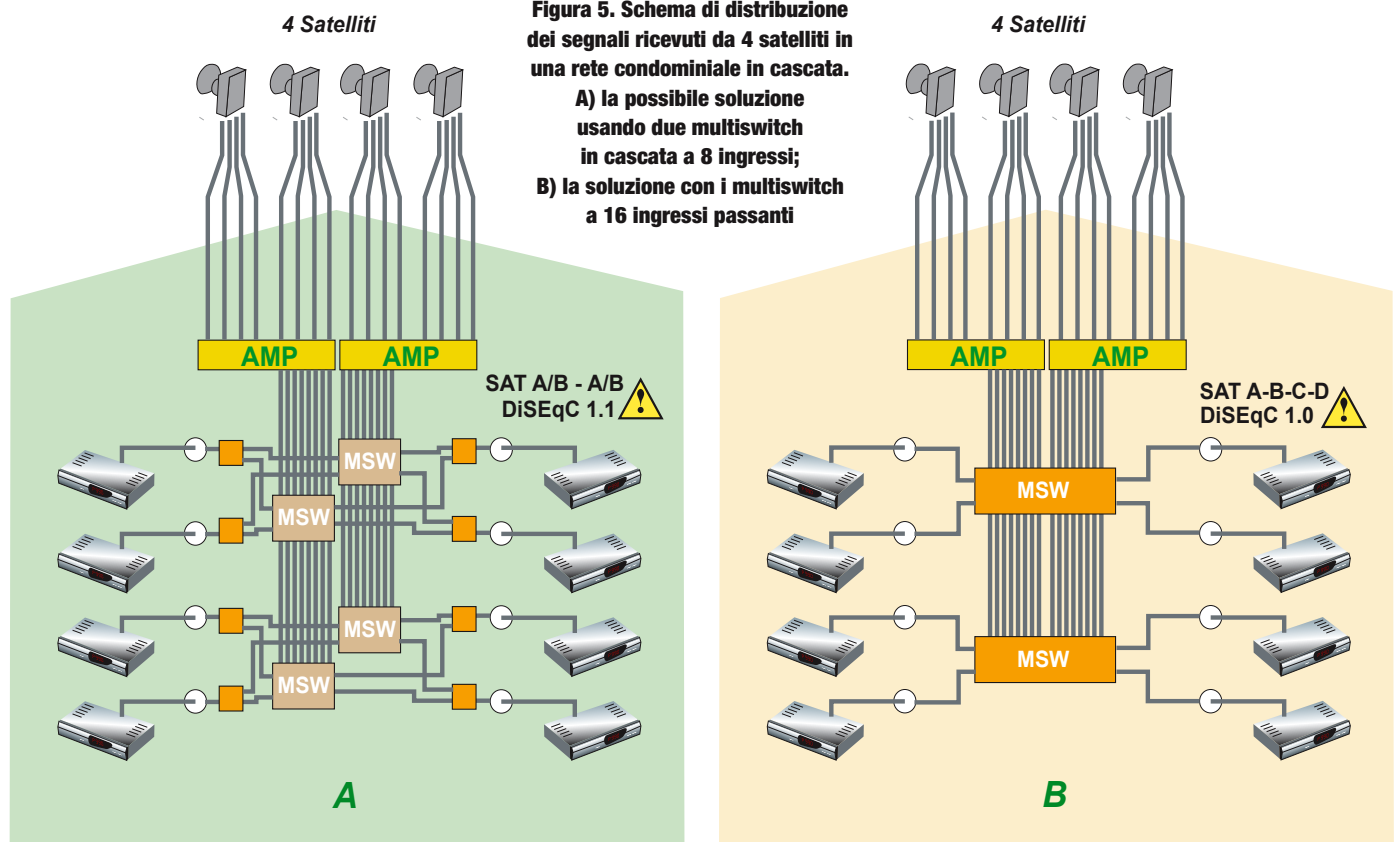 4 Satelliti
Figura 5. Schema di distribuzione
dei segnali ricevuti da 4 satelliti in
una rete condominiale in cascata.
A) la possibile soluzione
usando due multiswitch
in cascata a 8 ingressi;
B) la soluzione con i multiswitch
a 16 ingressi passanti
4 Satelliti
AMP
AMP
SAT A/B - A/B
DiSEqC 1.1
!
MSW
MSW
MSW
MSW
A
AMP
AMP
SAT A-B-C-D
DiSEqC 1.0
!
MSW
MSW
B